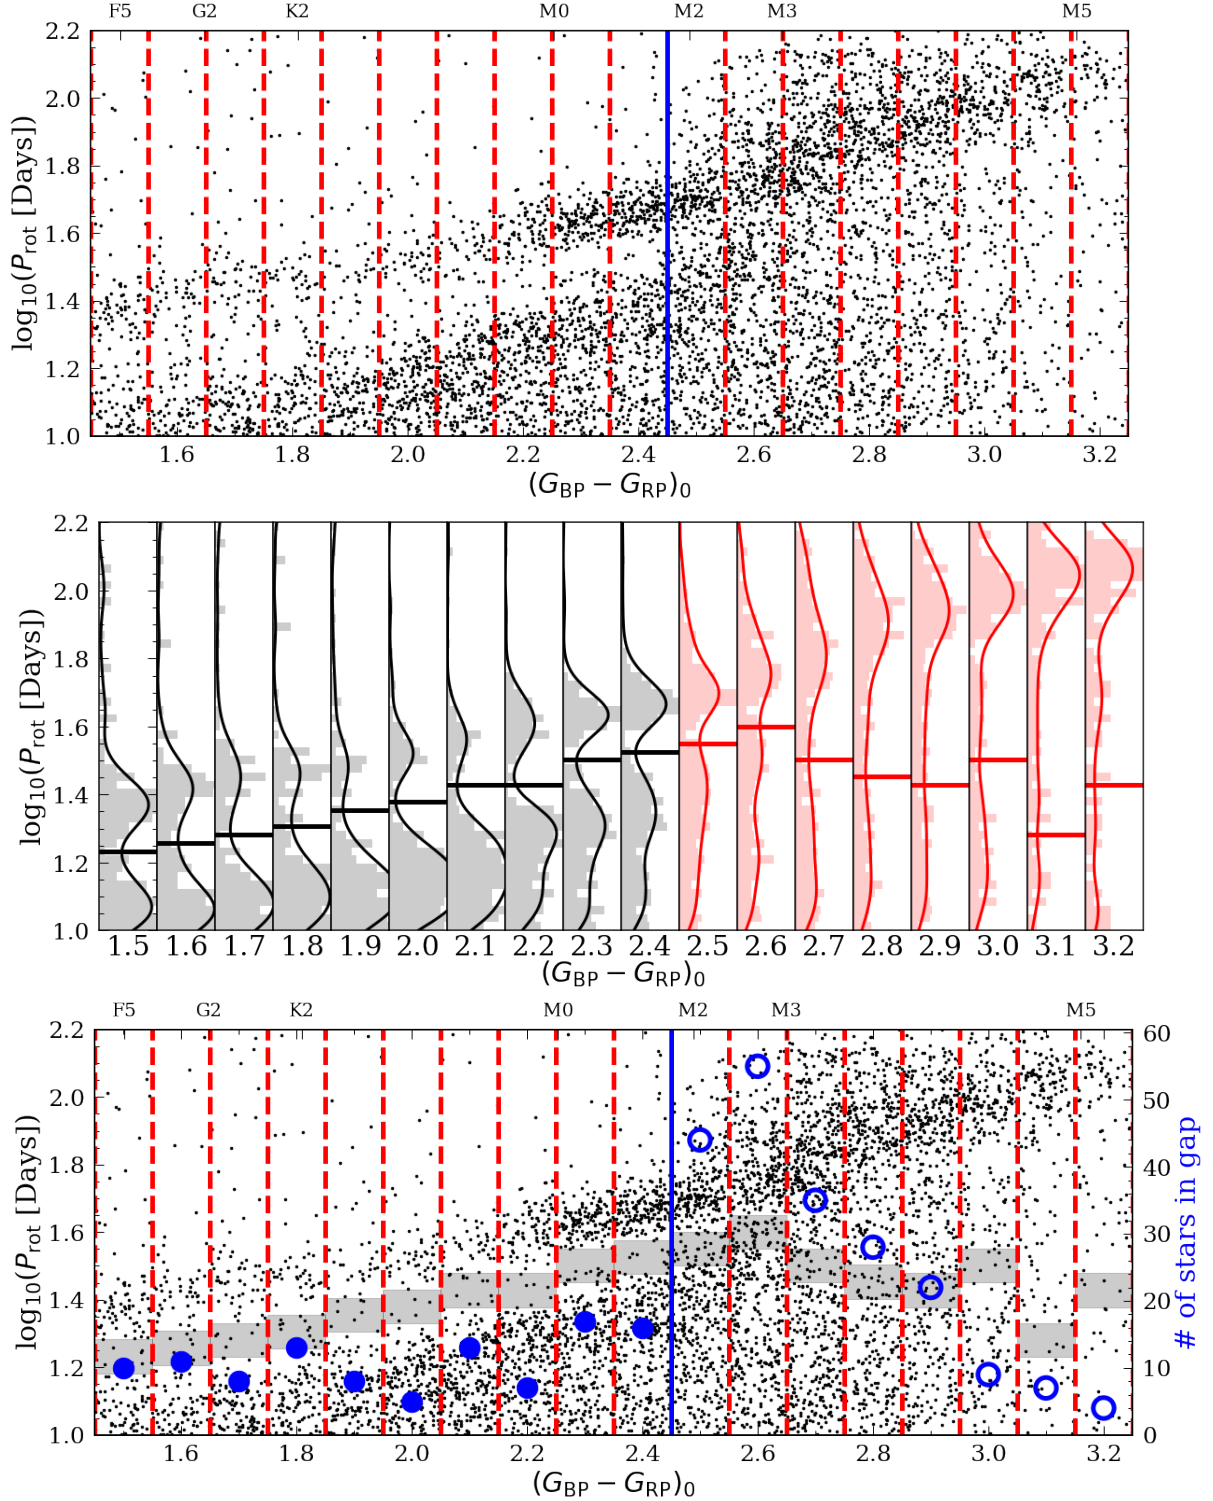 F5 G2 K2 M0 M2 M3 M5
2.2
2.0
1.8
1.6
1.4
1.2
1.0
log10(Prot [Days])
1.6 1.8 2.0 2.2 2.4 2.6 2.8 3.0 3.2
(GBP − GRP)0
2.2
2.0
1.8
1.6
1.4
1.2
1.0
log10(Prot [Days])
1.5 1.6 1.7 1.8 1.9 2.0 2.1 2.2 2.3 2.4 2.5 2.6 2.7 2.8 2.9 3.0 3.1 3.2
(GBP − GRP)0
F5 G2 K2 M0 M2 M3 M5
2.2 60
2.0 50
1.8 40
1.6 30
1.4 20
1.2 10
1.0 0
log10(Prot [Days])
# of stars in gap
1.6 1.8 2.0 2.2 2.4 2.6 2.8 3.0 3.2
(GBP − GRP)0